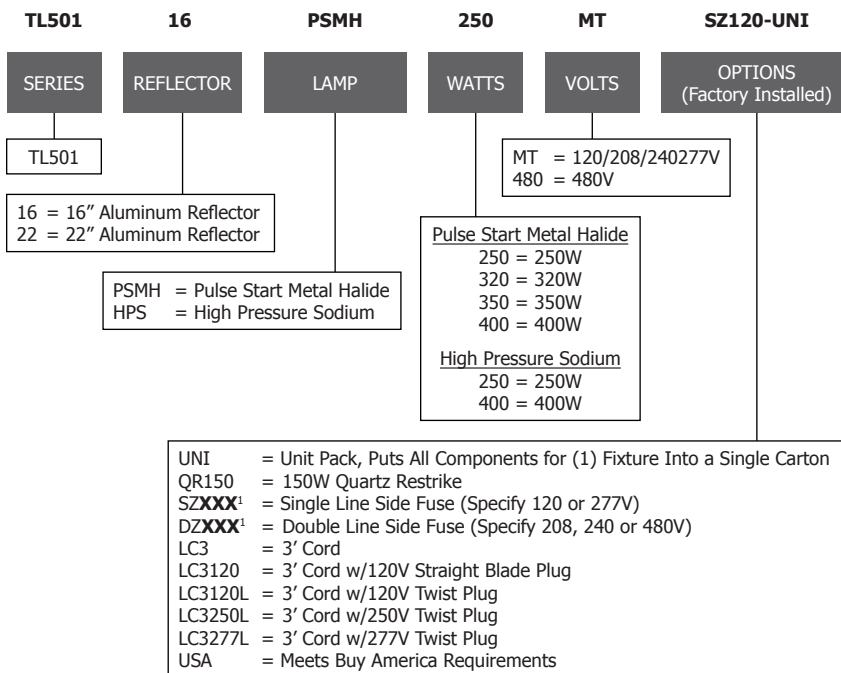 TL501 16 PSMH 250 MT SZ120-UNI
SERIES REFLECTOR LAMP WATTS VOLTS OPTIONS
(Factory Installed)
TL501
MT = 120/208/240277V
480 = 480V
16 = 16″ Aluminum Reflector
22 = 22″ Aluminum Reflector
Pulse Start Metal Halide
250 = 250W
320 = 320W
350 = 350W
400 = 400W
High Pressure Sodium
250 = 250W
400 = 400W
PSMH = Pulse Start Metal Halide
HPS = High Pressure Sodium
UNI = Unit Pack, Puts All Components for (1) Fixture Into a Single Carton
QR150 = 150W Quartz Restrike
SZXXX¹ = Single Line Side Fuse (Specify 120 or 277V)
DZXXX¹ = Double Line Side Fuse (Specify 208, 240 or 480V)
LC3 = 3′ Cord
LC3120 = 3′ Cord w/120V Straight Blade Plug
LC3120L = 3′ Cord w/120V Twist Plug
LC3250L = 3′ Cord w/250V Twist Plug
LC3277L = 3′ Cord w/277V Twist Plug
USA = Meets Buy America Requirements